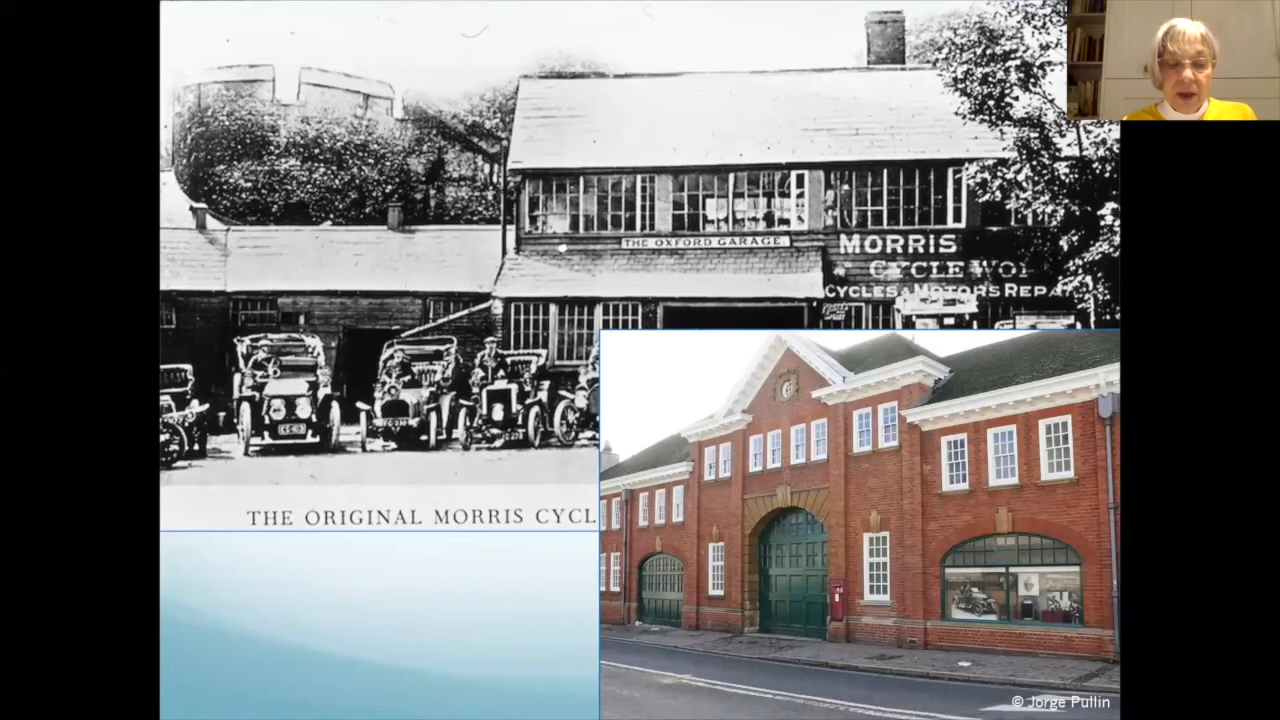 THE OXFORD GARAGE
MORRIS
CYCLE WO
CYCLES & MOTORS REPA
THE ORIGINAL MORRIS CYCL
© Jorge Pullin